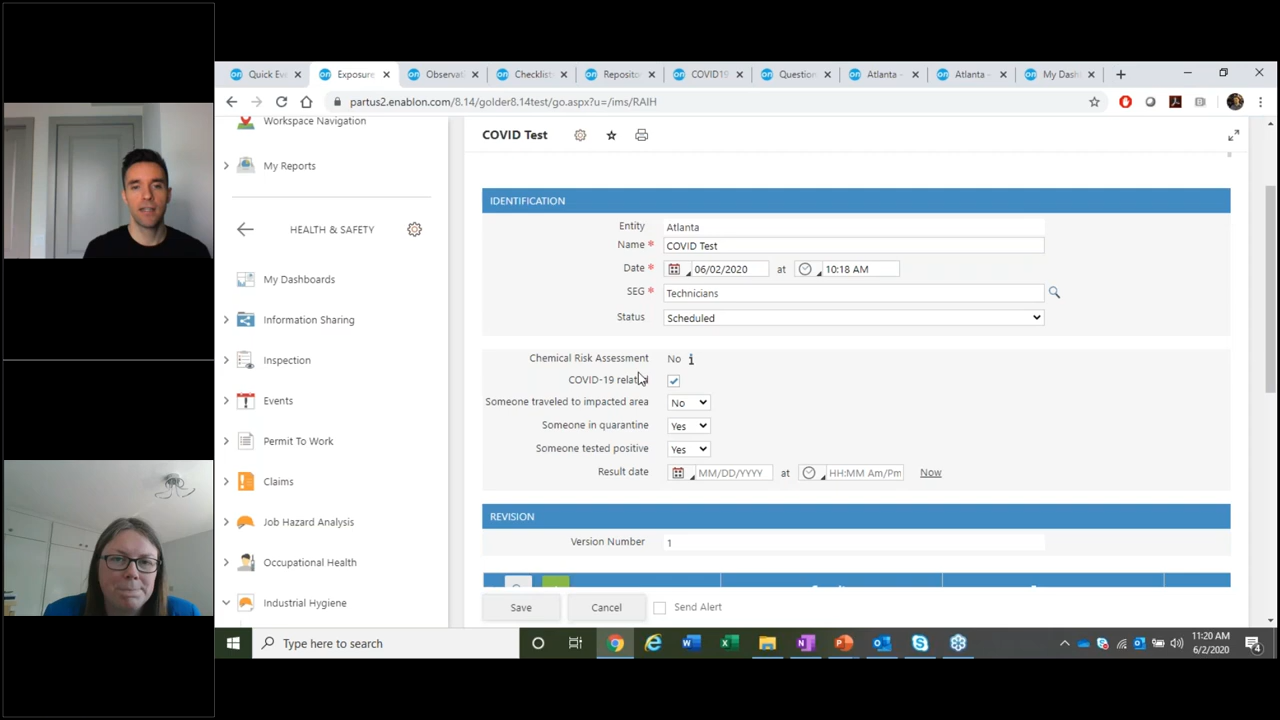 Quick Eve
Exposure
Observat
Checklist
Reposito
COVID19
Question
Atlanta -
Atlanta -
My Dash
partus2.enablon.com/8.14/golder8.14test/go.aspx?u=/ims/RAIH
Workspace Navigation
My Reports
HEALTH & SAFETY
My Dashboards
Information Sharing
Inspection
Events
Permit To Work
Claims
Job Hazard Analysis
Occupational Health
Industrial Hygiene
COVID Test
IDENTIFICATION
Entity Atlanta
Name * COVID Test
Date * 06/02/2020 at 10:18 AM
SEG * Technicians
Status Scheduled
Chemical Risk Assessment No i
COVID-19 related
Someone traveled to impacted area No
Someone in quarantine Yes
Someone tested positive Yes
Result date MM/DD/YYYY at HH:MM Am/Pm Now
REVISION
Version Number 1
Save Cancel Send Alert
Type here to search
11:20 AM
6/2/2020
4